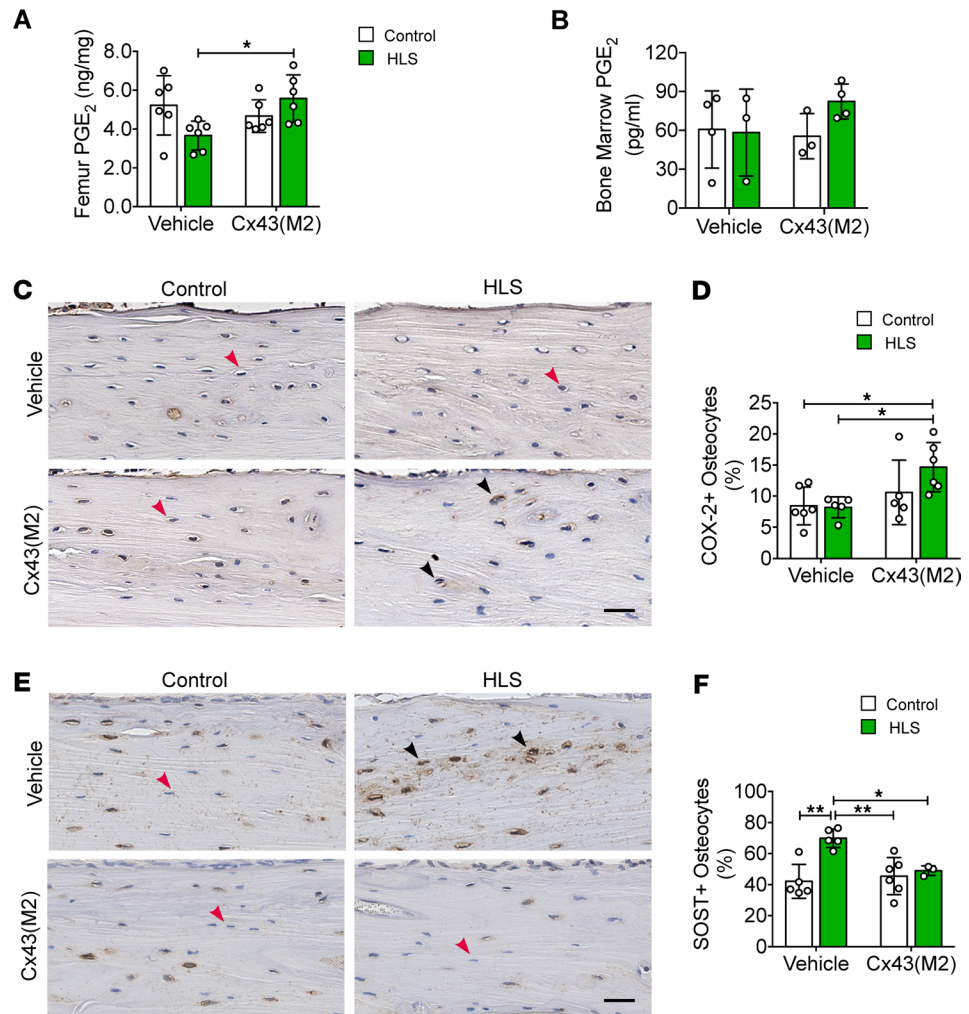 A
Femur PGE2 (ng/mg)
8.0
6.0
4.0
2.0
0.0
*
Vehicle
Cx43(M2)
Control
HLS
B
Bone Marrow PGE2
(pg/ml)
120
90
60
30
0
Vehicle
Cx43(M2)
C
Control
HLS
Vehicle
Cx43(M2)
D
Control
HLS
COX-2+ Osteocytes
(%)
25
20
15
10
5
0
*
*
Vehicle
Cx43(M2)
E
Control
HLS
Vehicle
Cx43(M2)
F
Control
HLS
SOST+ Osteocytes
(%)
100
80
60
40
20
0
*
** **
Vehicle
Cx43(M2)